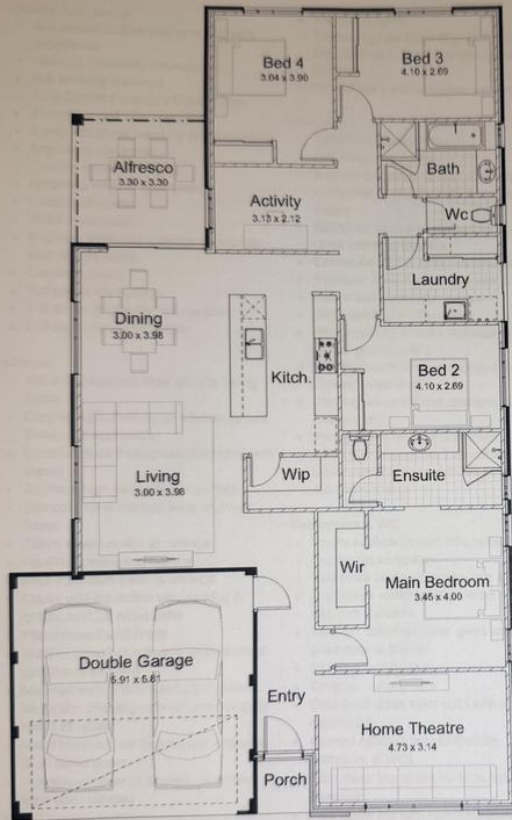 Bed 4
3.04 x 3.90
Bed 3
4.10 x 2.69
Alfresco
3.30 x 3.30
Bath
Activity
3.13 x 2.12
Wc
Laundry
Dining
3.00 x 3.98
Kitch.
Bed 2
4.10 x 2.69
Living
3.00 x 3.98
Wip
Ensuite
Wir
Main Bedroom
3.45 x 4.00
Double Garage
5.91 x 5.81
Entry
Home Theatre
4.73 x 3.14
Porch